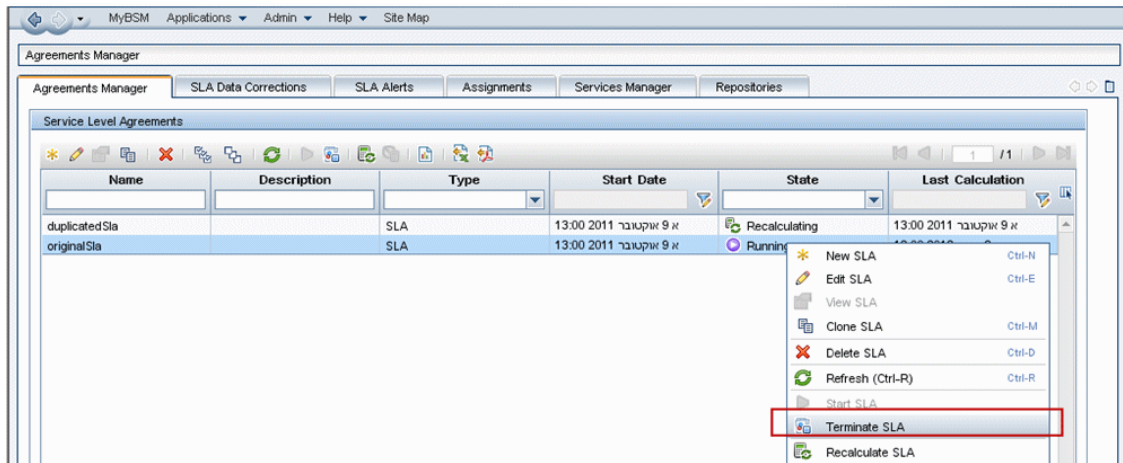 MyBSM Applications Admin Help Site Map
Agreements Manager
Agreements Manager SLA Data Corrections SLA Alerts Assignments Services Manager Repositories
Service Level Agreements
1 /1
Name Description Type Start Date State Last Calculation
duplicatedSla SLA א 9 אוקטובר 2011 13:00 Recalculating א 9 אוקטובר 2011 13:00
originalSla SLA א 9 אוקטובר 2011 13:00 Running
New SLA Ctrl-N
Edit SLA Ctrl-E
View SLA
Clone SLA Ctrl-M
Delete SLA Ctrl-D
Refresh (Ctrl-R) Ctrl-R
Start SLA
Terminate SLA
Recalculate SLA